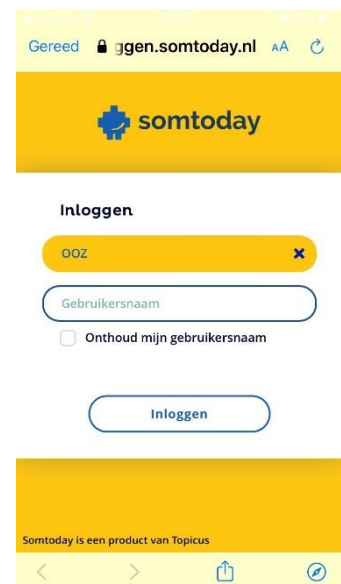 Gereed ggen.somtoday.nl AA
somtoday
Inloggen
OOZ
Gebruikersnaam
Onthoud mijn gebruikersnaam
Inloggen
Somtoday is een product van Topicus